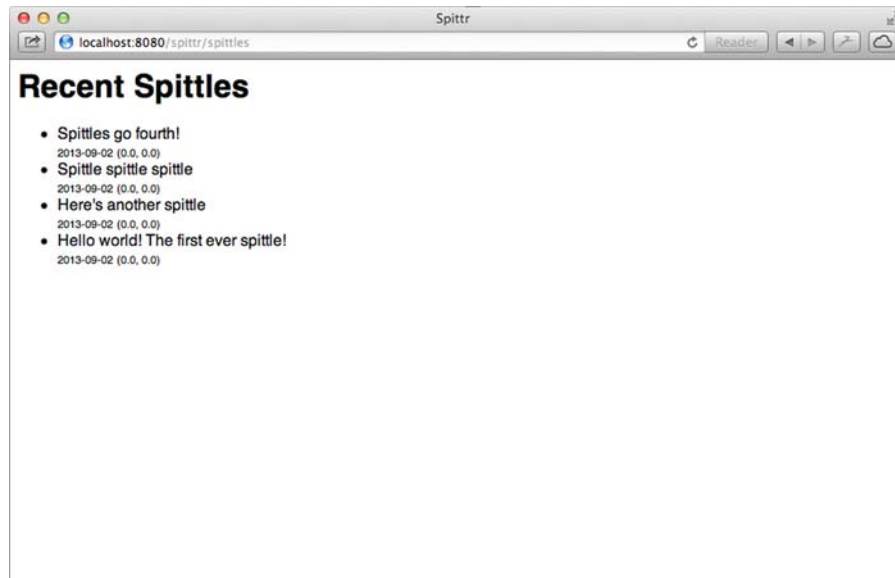 Spittr
localhost:8080/spittr/spittles
Reader
Recent Spittles
• Spittles go fourth!
2013-09-02 (0.0, 0.0)
• Spittle spittle spittle
2013-09-02 (0.0, 0.0)
• Here's another spittle
2013-09-02 (0.0, 0.0)
• Hello world! The first ever spittle!
2013-09-02 (0.0, 0.0)